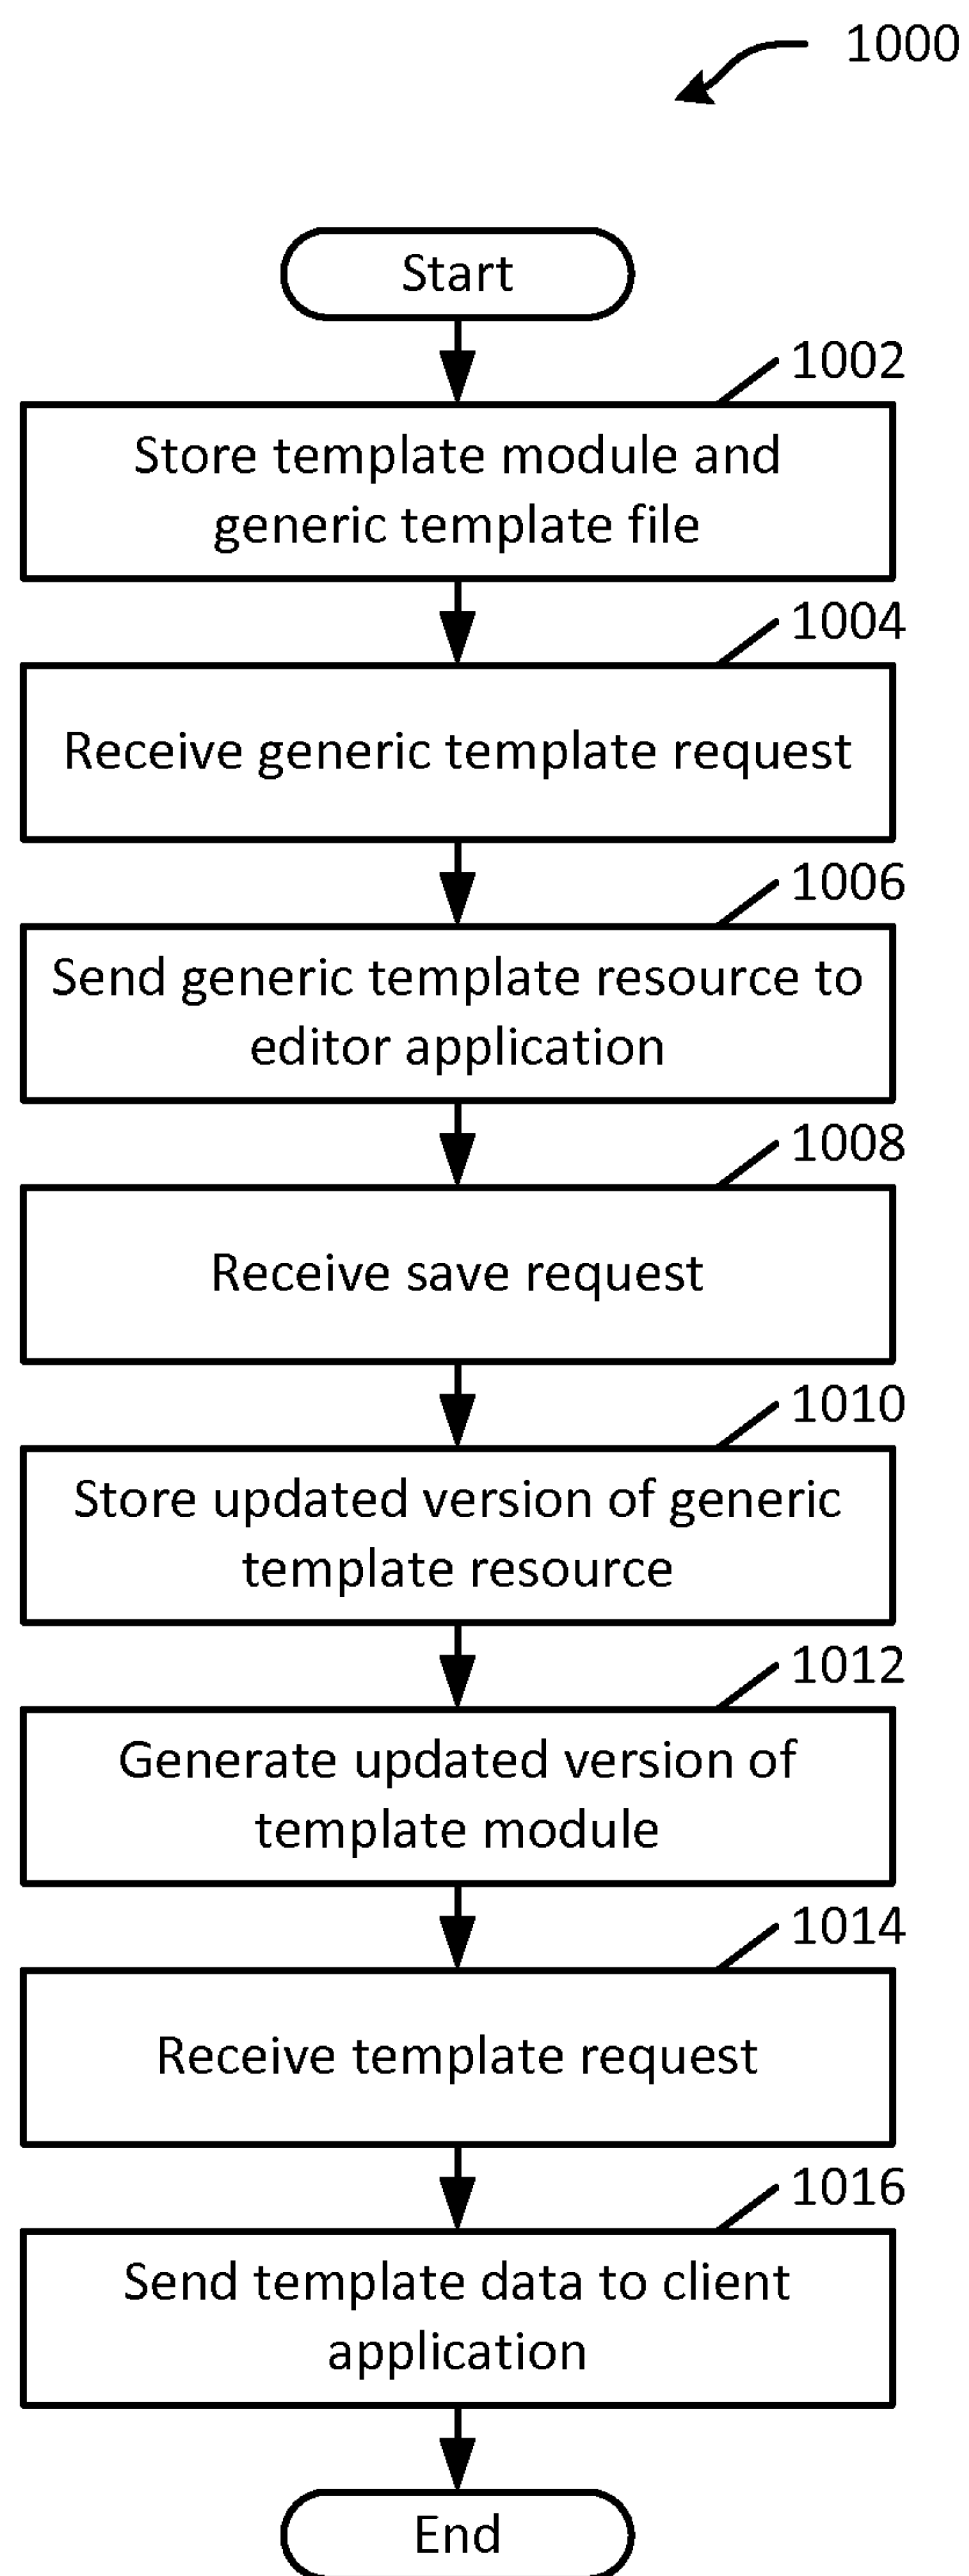 1000
Start
1002
Store template module and
generic template file
1004
Receive generic template request
1006
Send generic template resource to
editor application
1008
Receive save request
1010
Store updated version of generic
template resource
1012
Generate updated version of
template module
1014
Receive template request
1016
Send template data to client
application
End